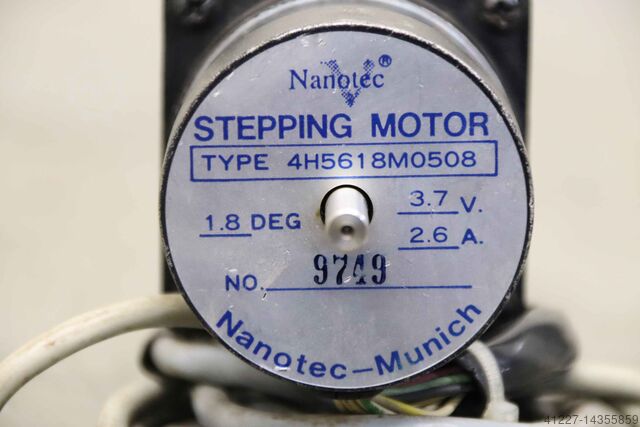 Nanotec®
STEPPING MOTOR
TYPE 4H5618M0508
1.8 DEG
3.7 V.
2.6 A.
NO. 9749
Nanotec-Munich
41227-14355859